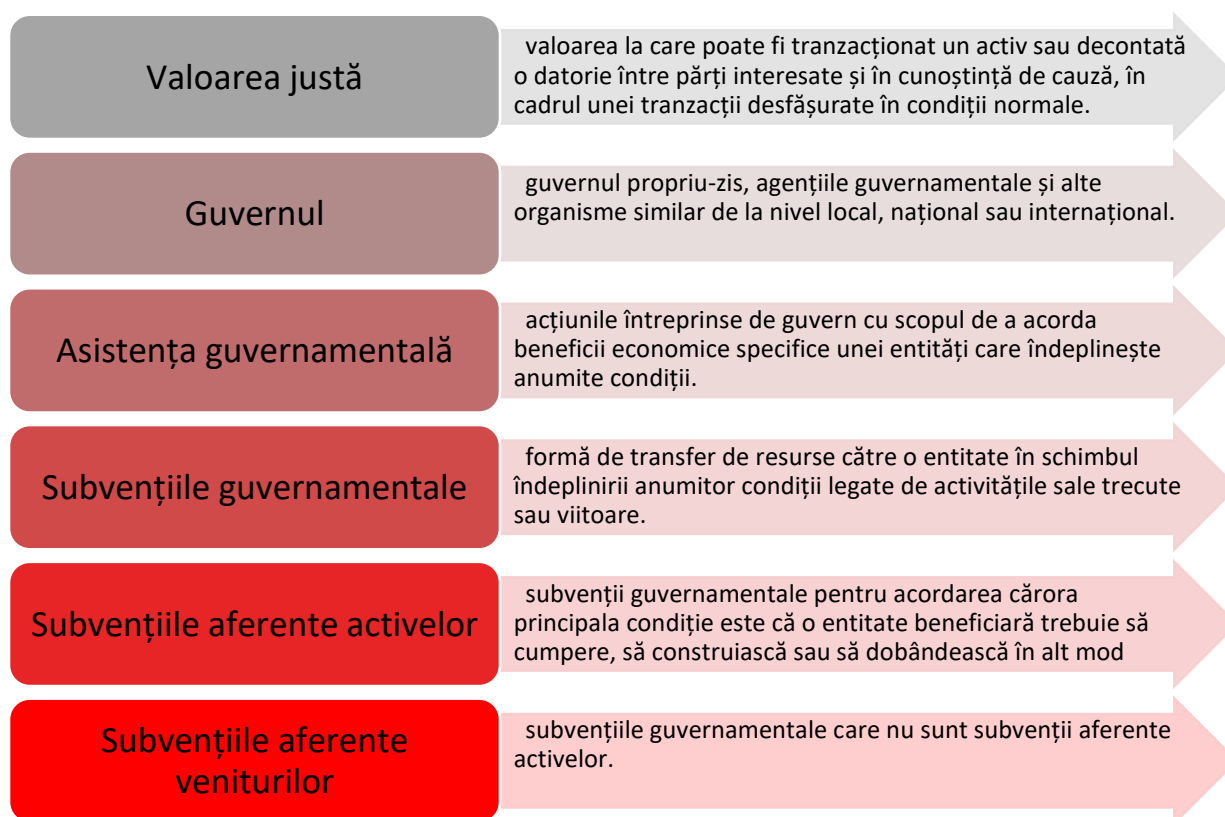 Valoarea justă
valoarea la care poate fi tranzacționat un activ sau decontată
o datorie între părți interesate și în cunoștință de cauză, în
cadrul unei tranzacții desfășurate în condiții normale.
Guvernul
guvernul propriu-zis, agențiile guvernamentale și alte
organisme similar de la nivel local, național sau internațional.
Asistența guvernamentală
acțiunile întreprinse de guvern cu scopul de a acorda
beneficii economice specifice unei entități care îndeplinește
anumite condiții.
Subvențiile guvernamentale
formă de transfer de resurse către o entitate în schimbul
îndeplinirii anumitor condiții legate de activitățile sale trecute
sau viitoare.
Subvențiile aferente activelor
subvenții guvernamentale pentru acordarea cărora
principala condiție este că o entitate beneficiară trebuie să
cumpere, să construiască sau să dobândească în alt mod
Subvențiile aferente
veniturilor
subvențiile guvernamentale care nu sunt subvenții aferente
activelor.